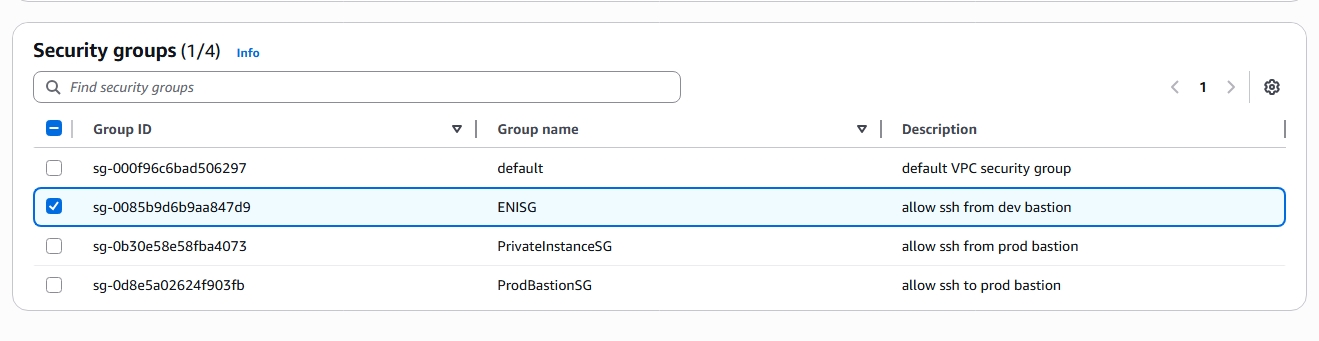 Security groups (1/4) Info
Find security groups
1
Group ID Group name Description
sg-000f96c6bad506297 default default VPC security group
sg-0085b9d6b9aa847d9 ENISG allow ssh from dev bastion
sg-0b30e58e58fba4073 PrivateInstanceSG allow ssh from prod bastion
sg-0d8e5a02624f903fb ProdBastionSG allow ssh to prod bastion